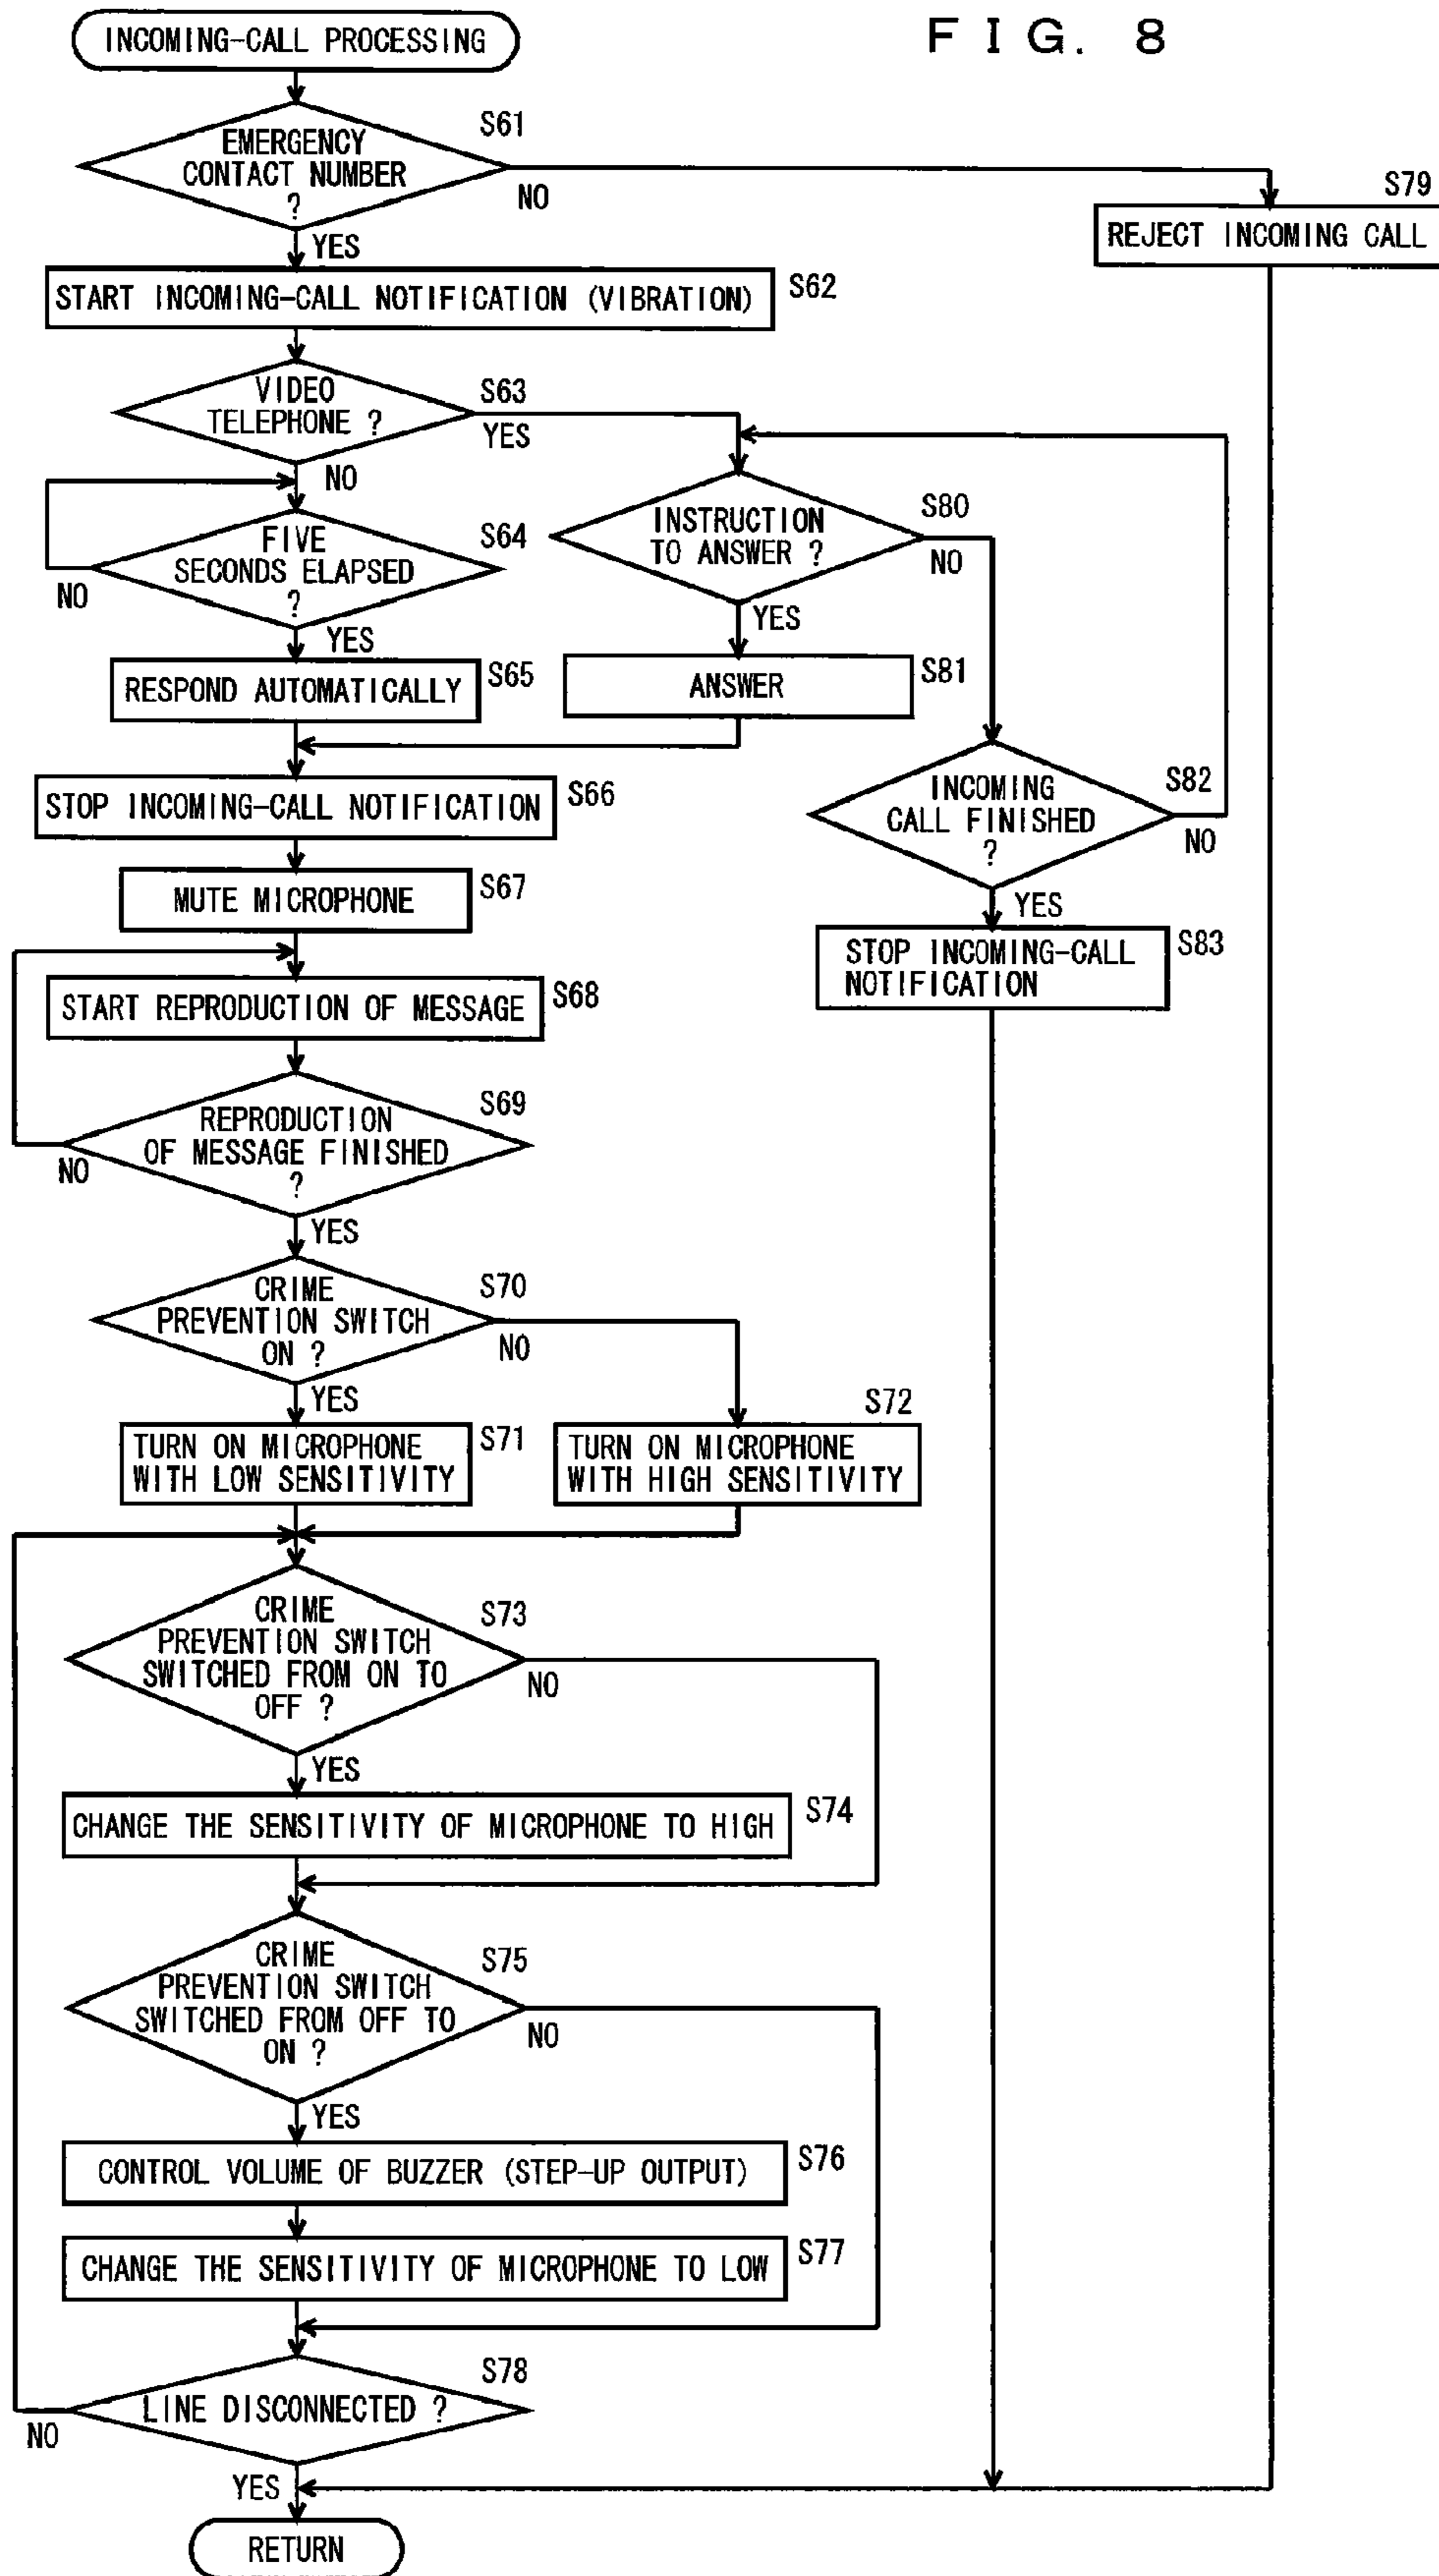 FIG. 8
INCOMING-CALL PROCESSING
S61
EMERGENCY
CONTACT NUMBER
?
NO
YES
S79
REJECT INCOMING CALL
START INCOMING-CALL NOTIFICATION (VIBRATION)
S62
VIDEO
TELEPHONE ?
S63
YES
NO
FIVE
SECONDS ELAPSED
?
S64
NO
YES
INSTRUCTION
TO ANSWER ?
S80
NO
YES
RESPOND AUTOMATICALLY
S65
ANSWER
S81
STOP INCOMING-CALL NOTIFICATION
S66
INCOMING
CALL FINISHED
?
S82
NO
YES
MUTE MICROPHONE
S67
STOP INCOMING-CALL
NOTIFICATION
S83
START REPRODUCTION OF MESSAGE
S68
REPRODUCTION
OF MESSAGE FINISHED
?
S69
NO
YES
CRIME
PREVENTION SWITCH
ON ?
S70
NO
YES
TURN ON MICROPHONE
WITH LOW SENSITIVITY
S71
S72
TURN ON MICROPHONE
WITH HIGH SENSITIVITY
CRIME
PREVENTION SWITCH
SWITCHED FROM ON TO
OFF ?
S73
NO
YES
CHANGE THE SENSITIVITY OF MICROPHONE TO HIGH
S74
CRIME
PREVENTION SWITCH
SWITCHED FROM OFF TO
ON ?
S75
NO
YES
CONTROL VOLUME OF BUZZER (STEP-UP OUTPUT)
S76
CHANGE THE SENSITIVITY OF MICROPHONE TO LOW
S77
LINE DISCONNECTED ?
S78
NO
YES
RETURN